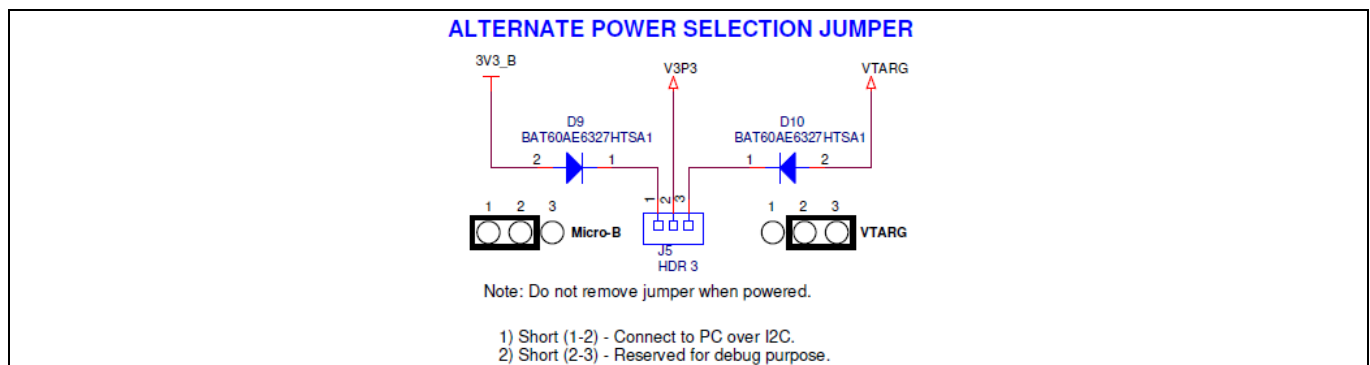 ALTERNATE POWER SELECTION JUMPER
3V3_B
V3P3
VTARG
D9
BAT60AE6327HTSA1
D10
BAT60AE6327HTSA1
2 1
1 2
1 2 3
1 2 3 Micro-B
1 2 3 VTARG
J5
HDR 3
Note: Do not remove jumper when powered.
1) Short (1-2) - Connect to PC over I2C.
2) Short (2-3) - Reserved for debug purpose.